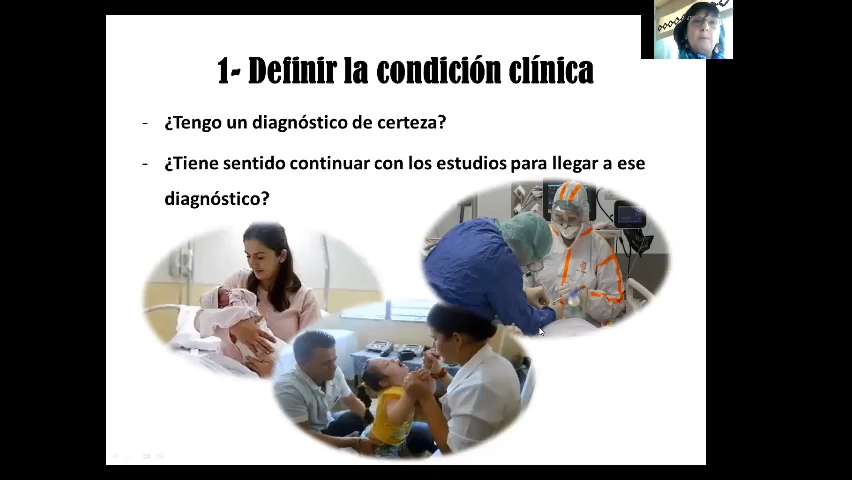 1- Definir la condición clínica
- ¿Tengo un diagnóstico de certeza?
- ¿Tiene sentido continuar con los estudios para llegar a ese
diagnóstico?